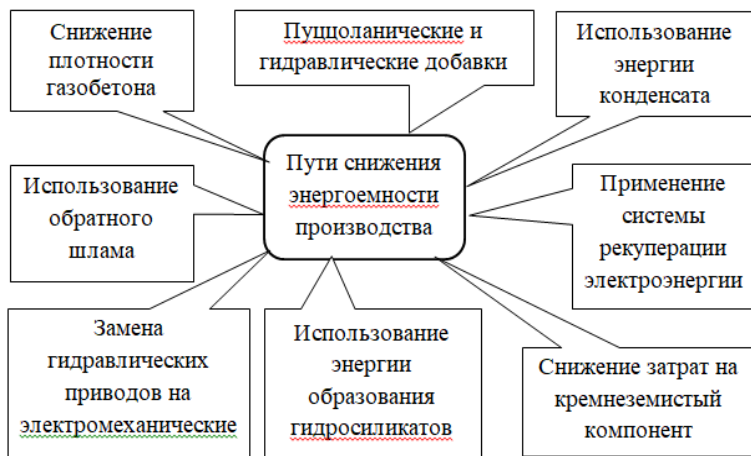 Снижение
плотности
газобетона
Пуццоланические и
гидравлические добавки
Использование
энергии
конденсата
Использование
обратного
шлама
Пути снижения
энергоемности
производства
Применение
системы
рекуперации
электроэнергии
Замена
гидравлических
приводов на
электромеханические
Использование
энергии
образования
гидросиликатов
Снижение затрат на
кремнеземистый
компонент